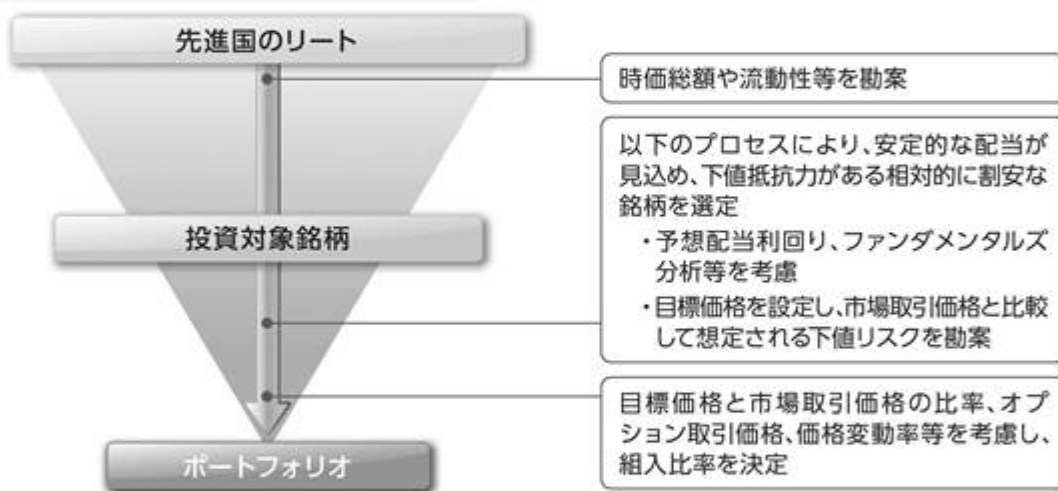 先進国のリート
時価総額や流動性等を勘案
以下のプロセスにより、安定的な配当が
見込め、下値抵抗力がある相対的に割安な
銘柄を選定
・予想配当利回り、ファンダメンタルズ
分析等を考慮
・目標価格を設定し、市場取引価格と比較
して想定される下値リスクを勘案
投資対象銘柄
目標価格と市場取引価格の比率、オプ
ション取引価格、価格変動率等を考慮し、
組入比率を決定
ポートフォリオ